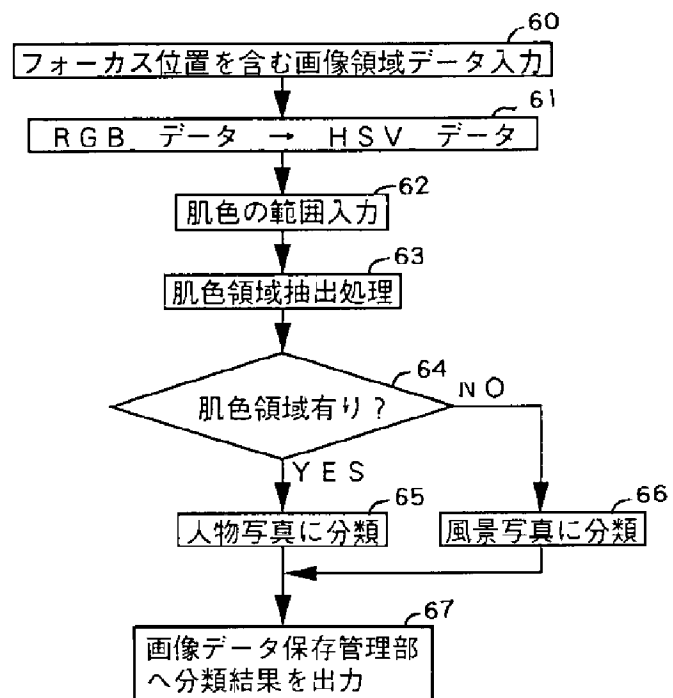 60
フォーカス位置を含む画像領域データ入力
61
RGB データ → HSV データ
62
肌色の範囲入力
63
肌色領域抽出処理
64
肌色領域有り?
NO
YES
65
人物写真に分類
66
風景写真に分類
67
画像データ保存管理部
へ分類結果を出力